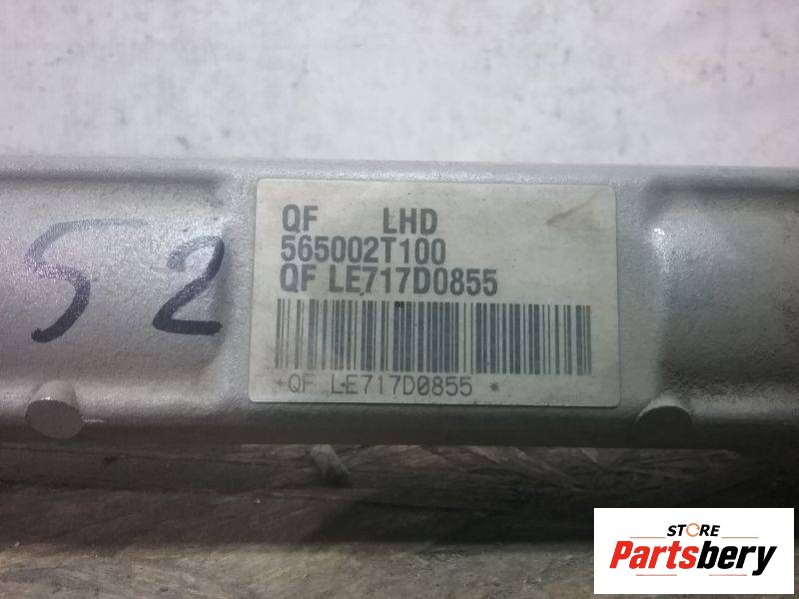 QF LHD
565002T100
QF LE717D0855
*QF LE717D0855 *
52
STORE
Partsbery